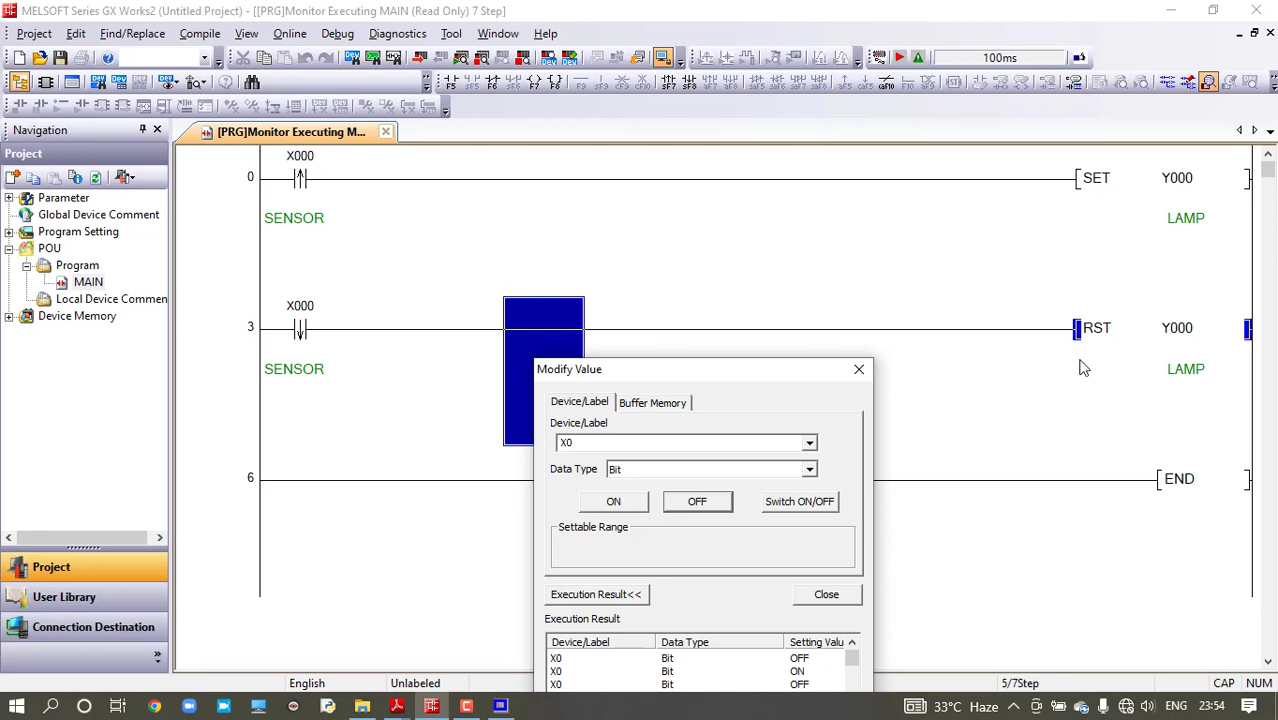 MELSOFT Series GX Works2 (Untitled Project) - [[PRG]Monitor Executing MAIN (Read Only) 7 Step]
Project Edit Find/Replace Compile View Online Debug Diagnostics Tool Window Help
100ms
Navigation
[PRG]Monitor Executing M...
Project
Parameter
Global Device Comment
Program Setting
POU
Program
MAIN
Local Device Commen
Device Memory
Project
User Library
Connection Destination
X000
0
SET Y000
SENSOR
LAMP
X000
3
RST Y000
SENSOR
LAMP
6
END
Modify Value
Device/Label Buffer Memory
Device/Label
X0
Data Type Bit
ON OFF Switch ON/OFF
Settable Range
Execution Result<< Close
Execution Result
Device/Label Data Type Setting Valu
X0 Bit OFF
X0 Bit ON
X0 Bit OFF
English Unlabeled 5/7Step CAP NUM
33°C Haze ENG 23:54